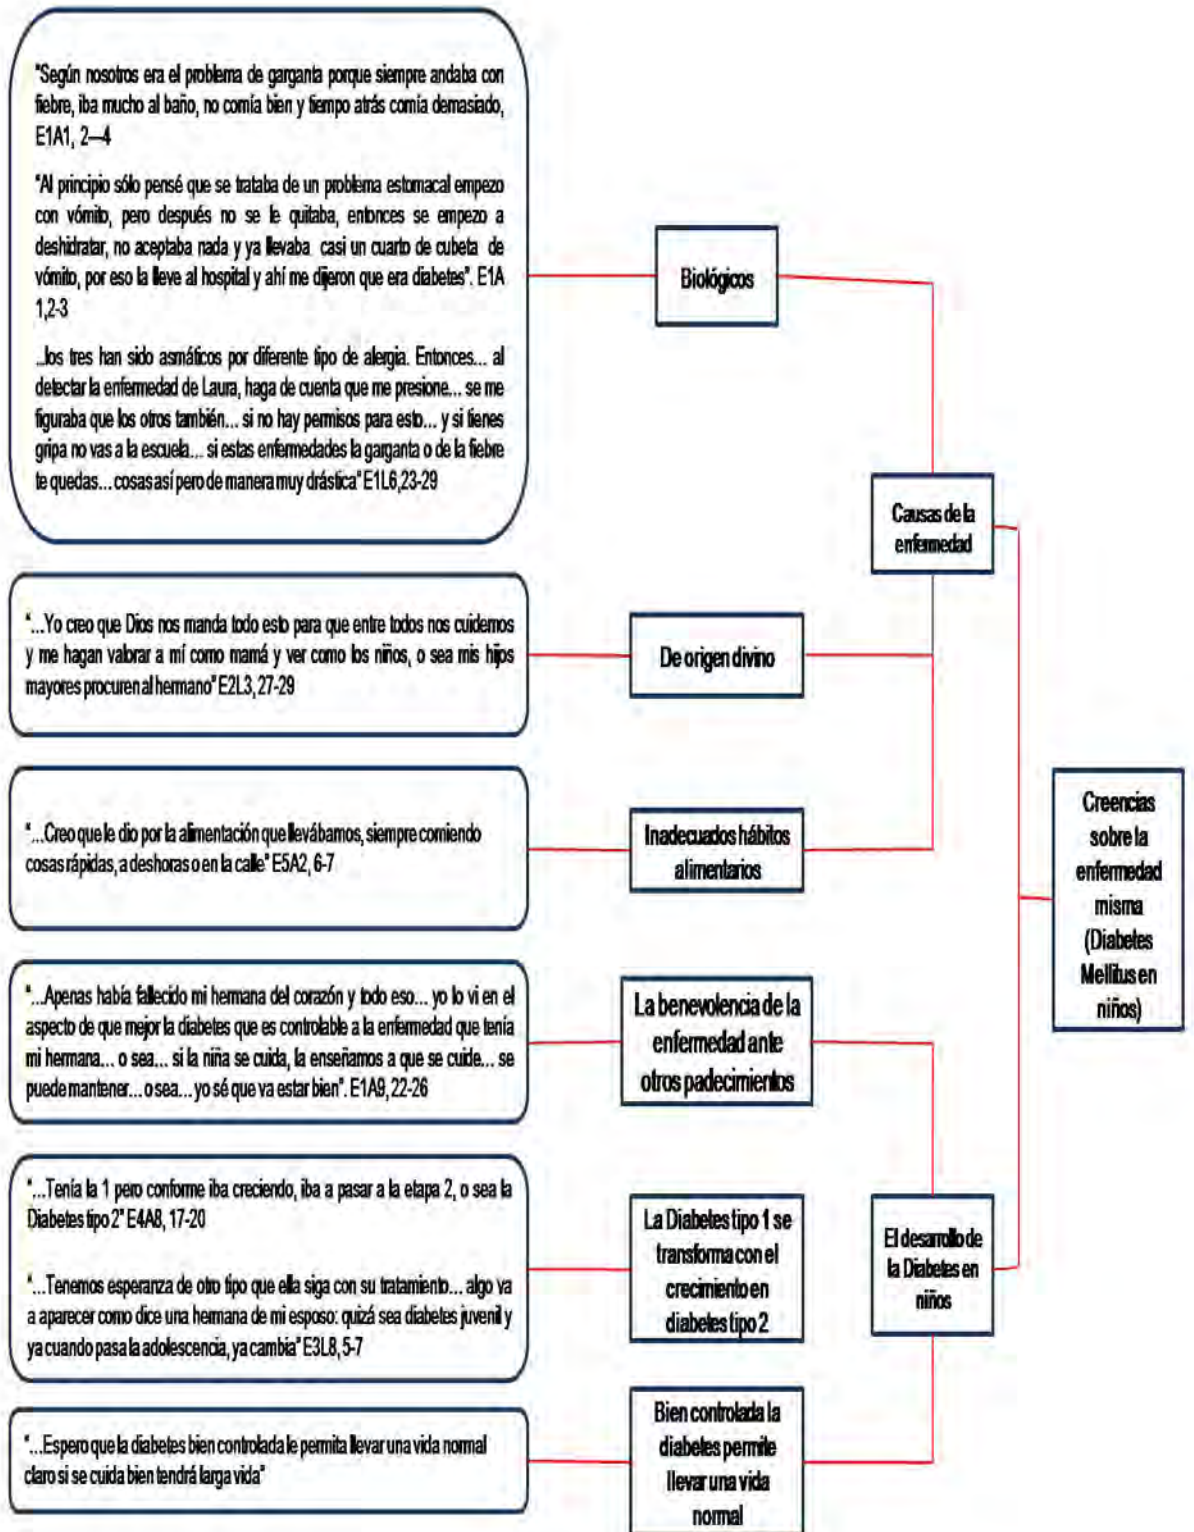 "Según nosotros era el problema de garganta porque siempre andaba con
fiebre, iba mucho al baño, no comía bien y tiempo atrás comía demasiado,
E1A1, 2—4
"Al principio sólo pensé que se trataba de un problema estomacal empezo
con vómito, pero después no se le quitaba, entonces se empezo a
deshidratar, no aceptaba nada y ya llevaba casi un cuarto de cubeta de
vómito, por eso la lleve al hospital y ahí me dijeron que era diabetes". E1A
1,2-3
...los tres han sido asmáticos por diferente tipo de alergia. Entonces... al
detectar la enfermedad de Laura, haga de cuenta que me presione... se me
figuraba que los otros también... si no hay permisos para esto... y si tienes
gripa no vas a la escuela... si estas enfermedades la garganta o de la fiebre
te quedas... cosas así pero de manera muy drástica" E1L6,23-29
Biológicos
Causas de la
enfermedad
"...Yo creo que Dios nos manda todo esto para que entre todos nos cuidemos
y me hagan valorar a mí como mamá y ver como los niños, o sea mis hijos
mayores procuren al hermano" E2L3, 27-29
De origen divino
"...Creo que le dio por la alimentación que llevábamos, siempre comiendo
cosas rápidas, a deshoras o en la calle" E5A2, 6-7
Inadecuados hábitos
alimentarios
Creencias
sobre la
enfermedad
misma
(Diabetes
Mellitus en
niños)
"...Apenas había fallecido mi hermana del corazón y todo eso... yo lo vi en el
aspecto de que mejor la diabetes que es controlable a la enfermedad que tenía
mi hermana... o sea... si la niña se cuida, la enseñamos a que se cuide... se
puede mantener... o sea... yo sé que va estar bien". E1A9, 22-26
La benevolencia de la
enfermedad ante
otros padecimientos
"...Tenía la 1 pero conforme iba creciendo, iba a pasar a la etapa 2, o sea la
Diabetes tipo 2" E4A8, 17-20
"...Tenemos esperanza de otro tipo que ella siga con su tratamiento... algo va
a aparecer como dice una hermana de mi esposo: quizá sea diabetes juvenil y
ya cuando pasa la adolescencia, ya cambia" E3L8, 5-7
La Diabetes tipo 1 se
transforma con el
crecimiento en
diabetes tipo 2
El desarrollo de
la Diabetes en
niños
"...Espero que la diabetes bien controlada le permita llevar una vida normal
claro si se cuida bien tendrá larga vida"
Bien controlada la
diabetes permite
llevar una vida
normal